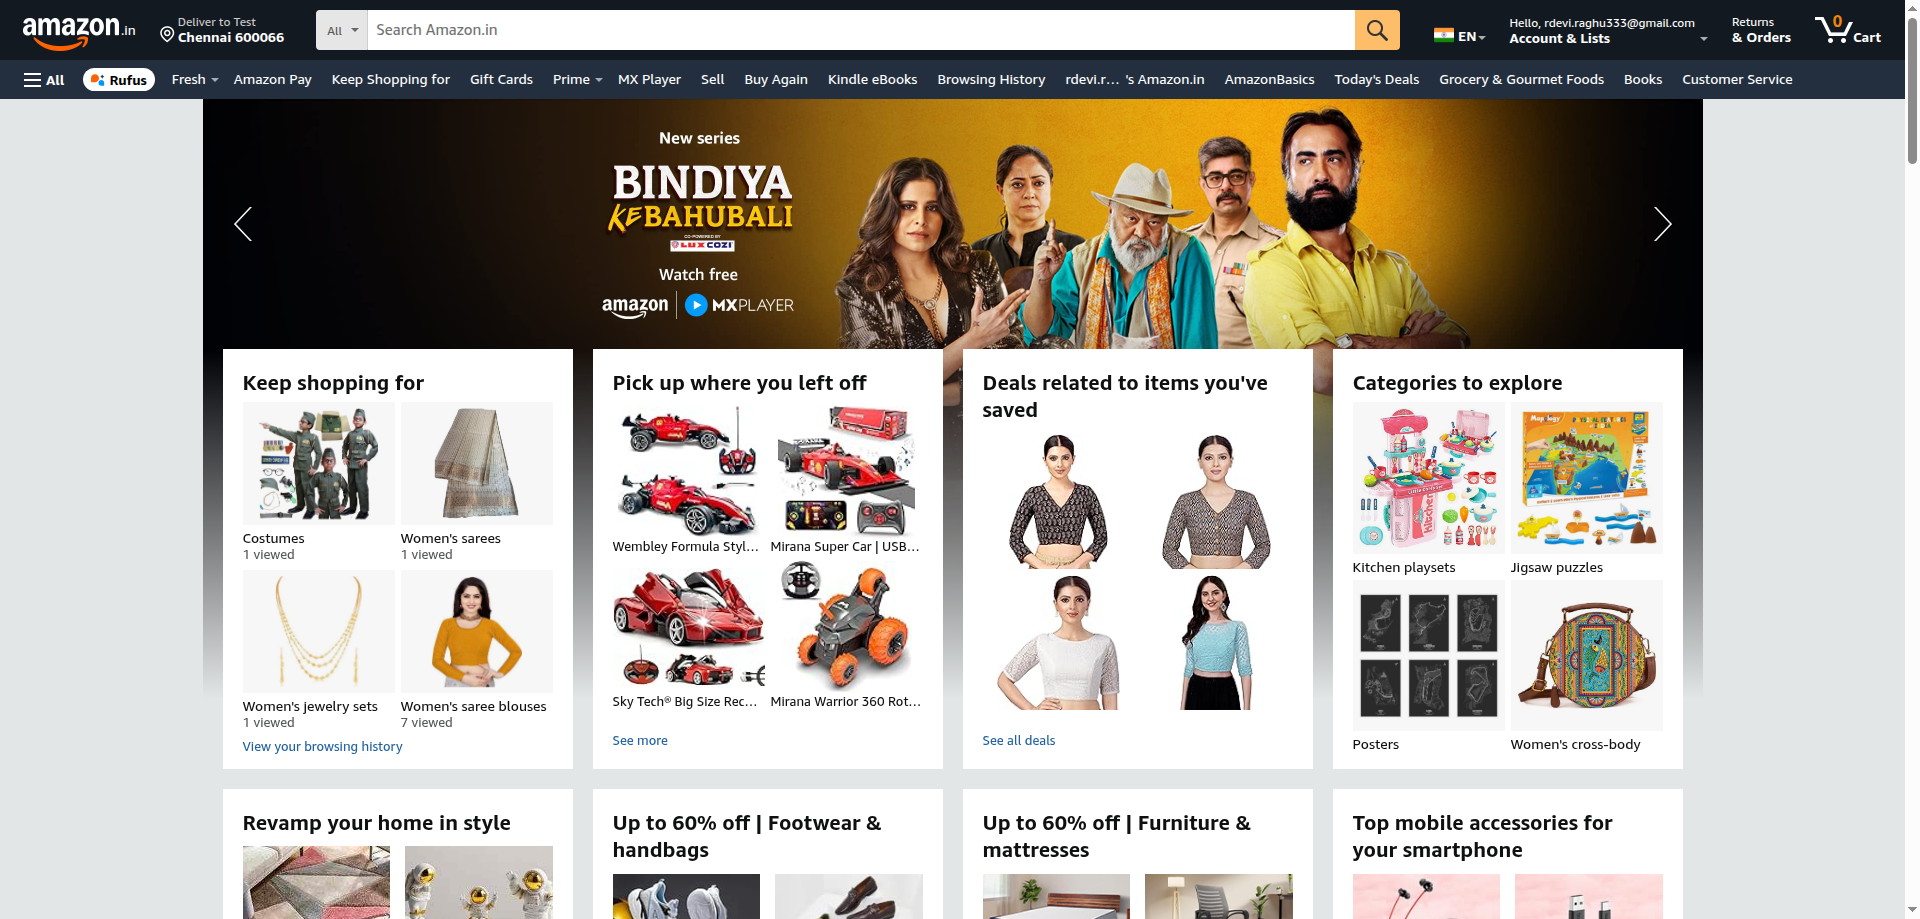 amazon.in
Deliver to Test
Chennai 600066
All
Search Amazon.in
EN
Hello, rdevi.raghu333@gmail.com
Account & Lists
Returns
& Orders
0
Cart
All
Rufus
Fresh
Amazon Pay
Keep Shopping for
Gift Cards
Prime
MX Player
Sell
Buy Again
Kindle eBooks
Browsing History
rdevi.r... 's Amazon.in
AmazonBasics
Today's Deals
Grocery & Gourmet Foods
Books
Customer Service
New series
BINDIYA
KE BAHUBALI
CO-POWERED BY
LUX COZI
Watch free
amazon | MXPLAYER
Keep shopping for
Costumes
1 viewed
Women's sarees
1 viewed
Women's jewelry sets
1 viewed
Women's saree blouses
7 viewed
View your browsing history
Pick up where you left off
Wembley Formula Styl...
Mirana Super Car | USB...
Sky Tech® Big Size Rec...
Mirana Warrior 360 Rot...
See more
Deals related to items you've
saved
See all deals
Categories to explore
Kitchen playsets
Jigsaw puzzles
Posters
Women's cross-body
Revamp your home in style
Up to 60% off | Footwear &
handbags
Up to 60% off | Furniture &
mattresses
Top mobile accessories for
your smartphone